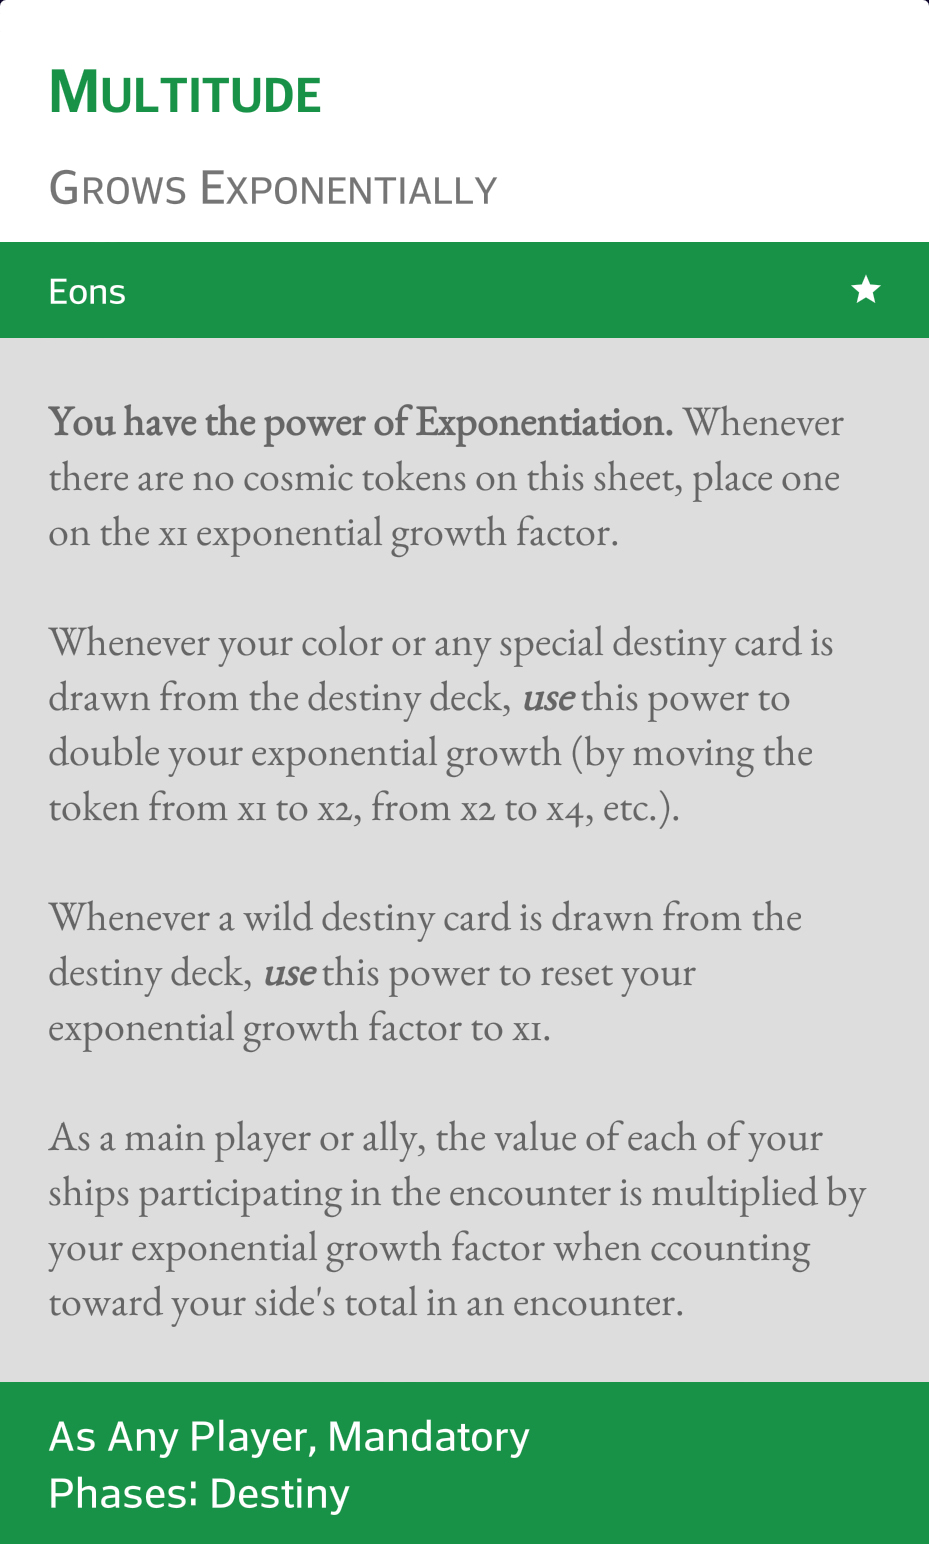 Multitude
Grows Exponentially
Eons
You have the power of Exponentiation. Whenever
there are no cosmic tokens on this sheet, place one
on the x1 exponential growth factor.
Whenever your color or any special destiny card is
drawn from the destiny deck, use this power to
double your exponential growth (by moving the
token from x1 to x2, from x2 to x4, etc.).
Whenever a wild destiny card is drawn from the
destiny deck, use this power to reset your
exponential growth factor to x1.
As a main player or ally, the value of each of your
ships participating in the encounter is multiplied by
your exponential growth factor when ccounting
toward your side's total in an encounter.
As Any Player, Mandatory
Phases: Destiny